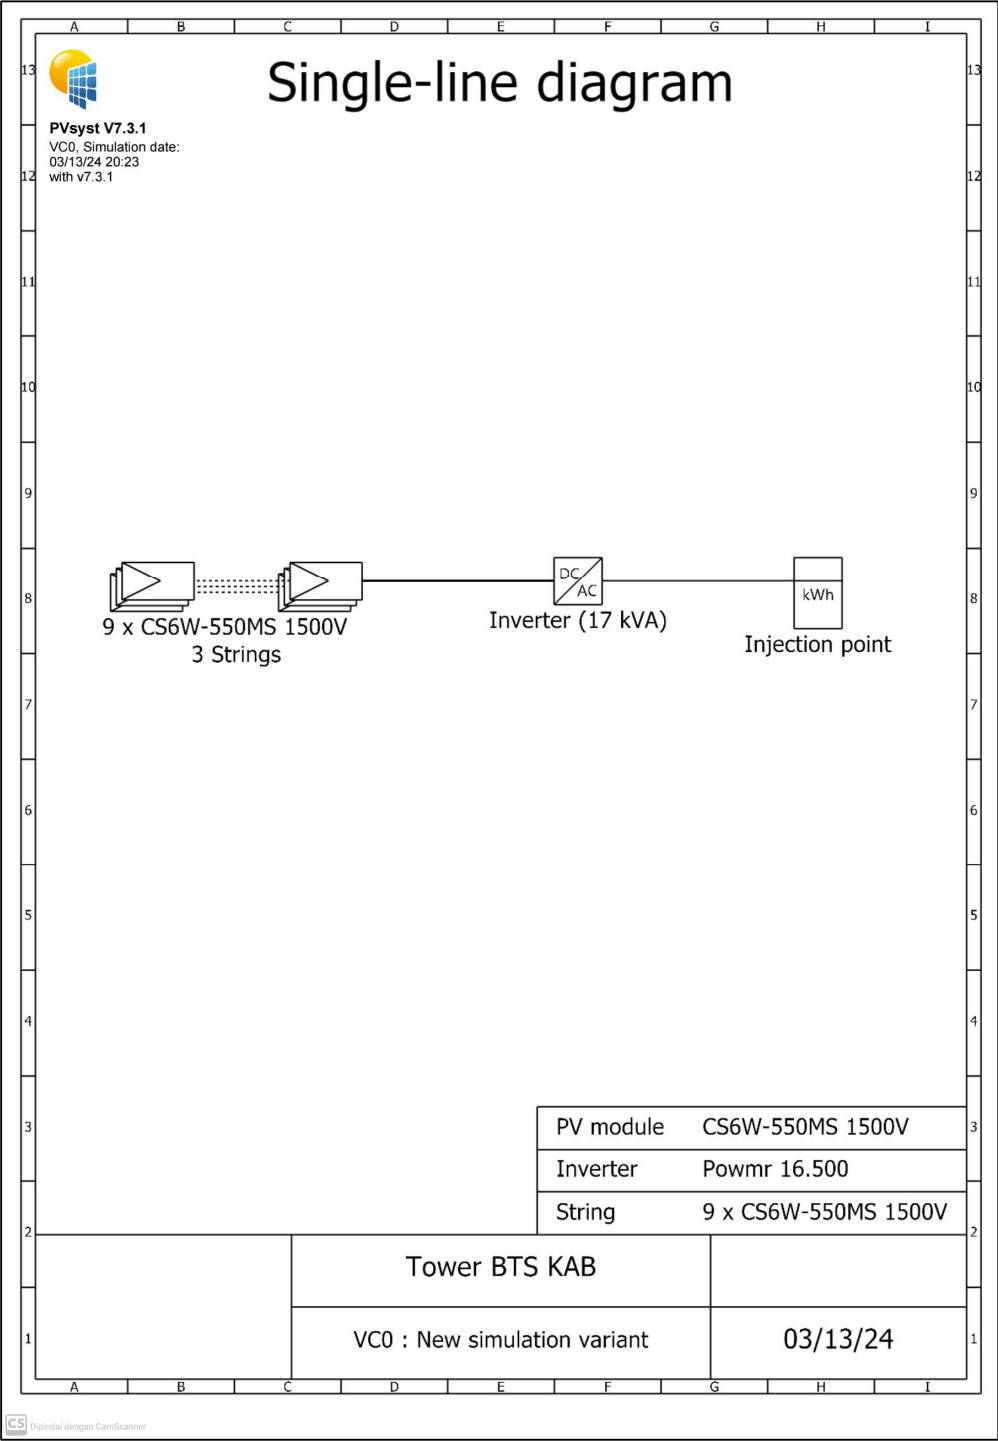 A B C D E F G H I
Single-line diagram
PVsyst V7.3.1
VC0, Simulation date:
03/13/24 20:23
with v7.3.1
13 13
12 12
11 11
10 10
9 9
8 8
7 7
6 6
5 5
4 4
3 3
2 2
1 1
DC
AC
kWh
9 x CS6W-550MS 1500V
3 Strings
Inverter (17 kVA)
Injection point
PV module CS6W-550MS 1500V
Inverter Powmr 16.500
String 9 x CS6W-550MS 1500V
Tower BTS KAB
VC0 : New simulation variant
03/13/24
A B C D E F G H I
CS Dipindai dengan CamScanner